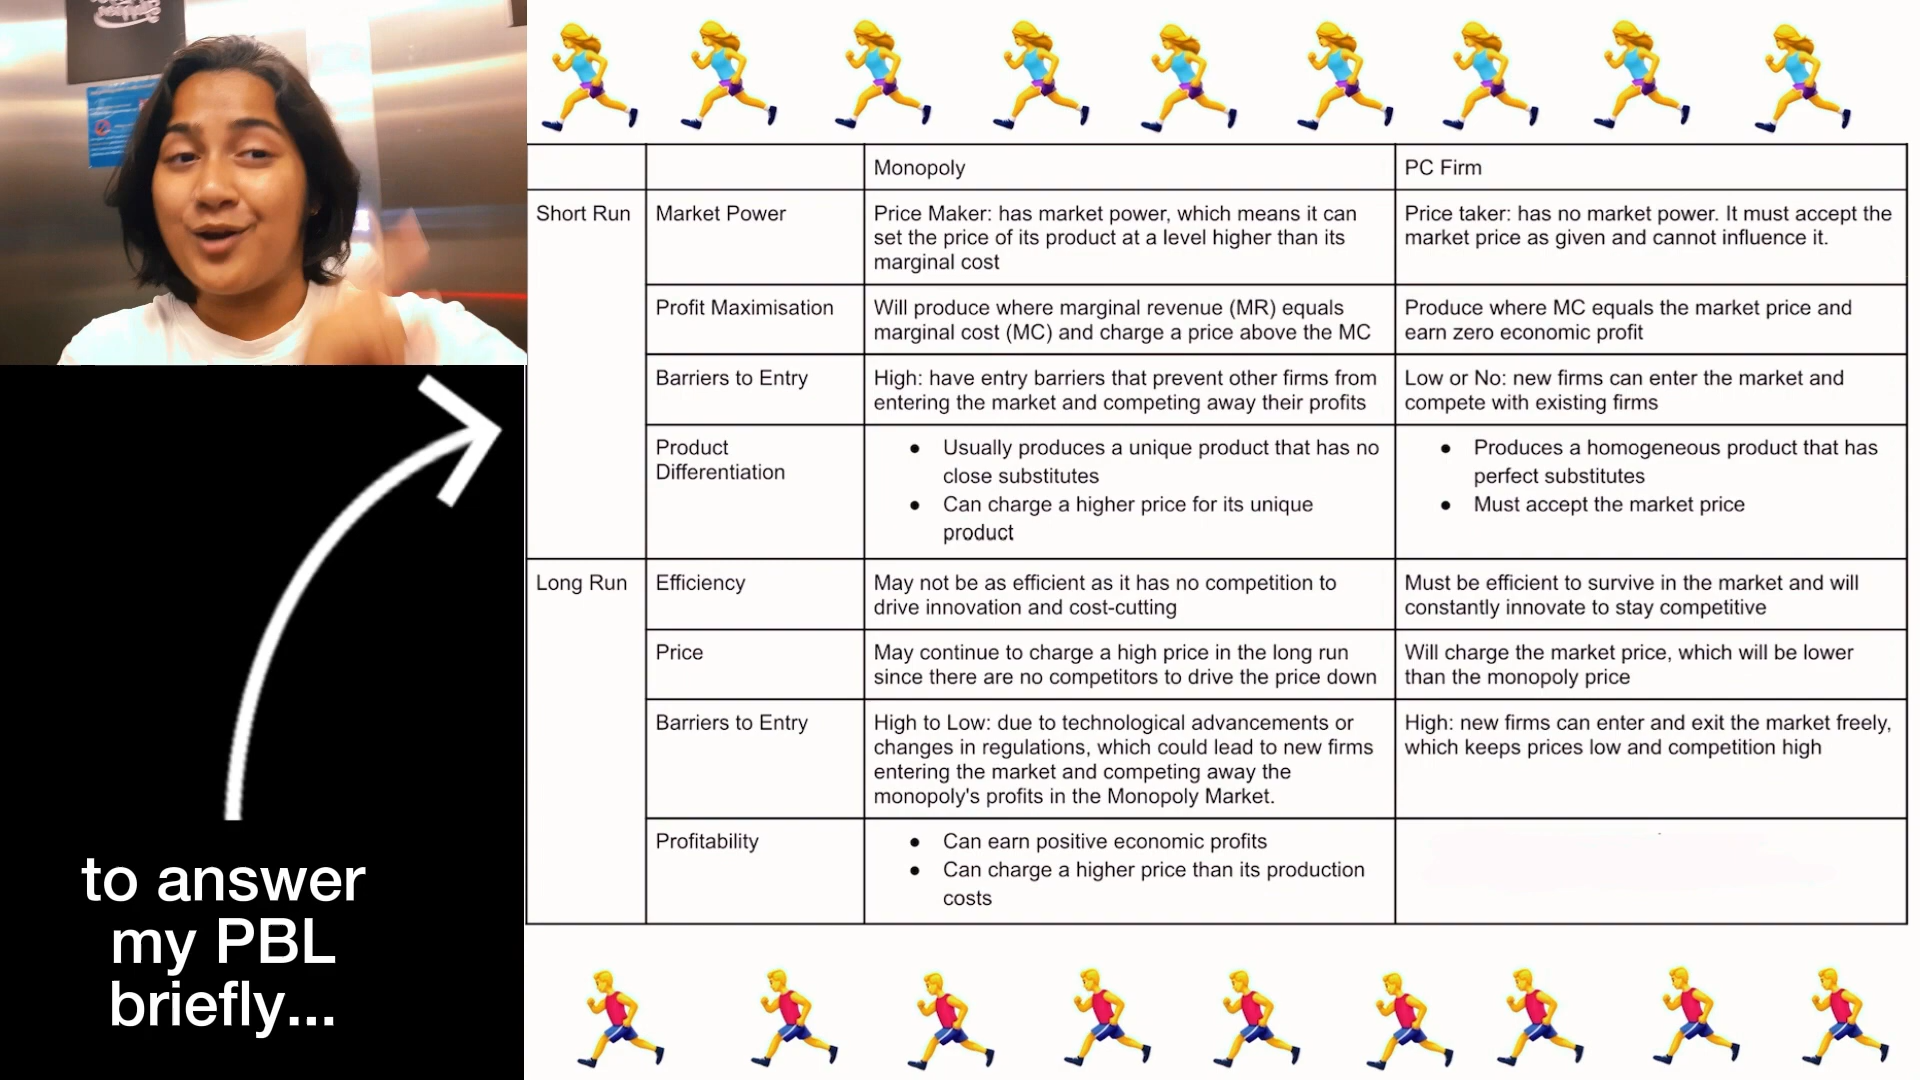 Monopoly
PC Firm
Short Run
Market Power
Price Maker: has market power, which means it can
set the price of its product at a level higher than its
marginal cost
Price taker: has no market power. It must accept the
market price as given and cannot influence it.
Profit Maximisation
Will produce where marginal revenue (MR) equals
marginal cost (MC) and charge a price above the MC
Produce where MC equals the market price and
earn zero economic profit
Barriers to Entry
High: have entry barriers that prevent other firms from
entering the market and competing away their profits
Low or No: new firms can enter the market and
compete with existing firms
Product
Differentiation
● Usually produces a unique product that has no
close substitutes
● Can charge a higher price for its unique
product
● Produces a homogeneous product that has
perfect substitutes
● Must accept the market price
Long Run
Efficiency
May not be as efficient as it has no competition to
drive innovation and cost-cutting
Must be efficient to survive in the market and will
constantly innovate to stay competitive
Price
May continue to charge a high price in the long run
since there are no competitors to drive the price down
Will charge the market price, which will be lower
than the monopoly price
Barriers to Entry
High to Low: due to technological advancements or
changes in regulations, which could lead to new firms
entering the market and competing away the
monopoly's profits in the Monopoly Market.
High: new firms can enter and exit the market freely,
which keeps prices low and competition high
Profitability
● Can earn positive economic profits
● Can charge a higher price than its production
costs
to answer
my PBL
briefly...